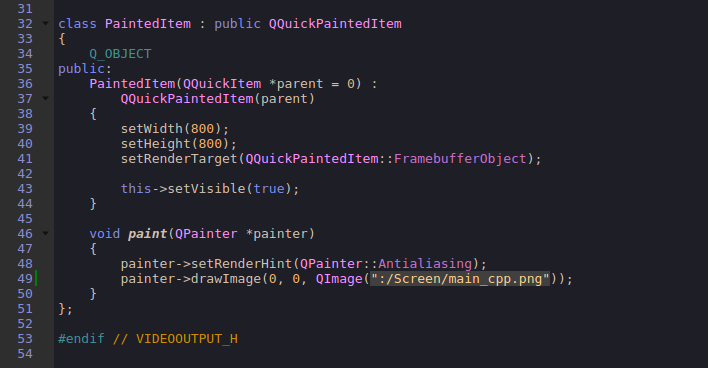 31
32 class PaintedItem : public QQuickPaintedItem
33 {
34     Q_OBJECT
35 public:
36     PaintedItem(QQuickItem *parent = 0) :
37         QQuickPaintedItem(parent)
38     {
39         setWidth(800);
40         setHeight(800);
41         setRenderTarget(QQuickPaintedItem::FramebufferObject);
42
43         this->setVisible(true);
44     }
45
46     void paint(QPainter *painter)
47     {
48         painter->setRenderHint(QPainter::Antialiasing);
49         painter->drawImage(0, 0, QImage(":/Screen/main_cpp.png"));
50     }
51 };
52
53 #endif // VIDEOOUTPUT_H
54